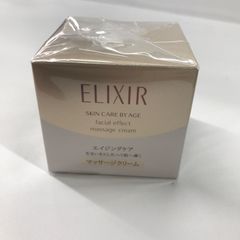 ELIXIR
SKIN CARE BY AGE
facial effect
massage cream
エイジングケア
マッサージクリーム